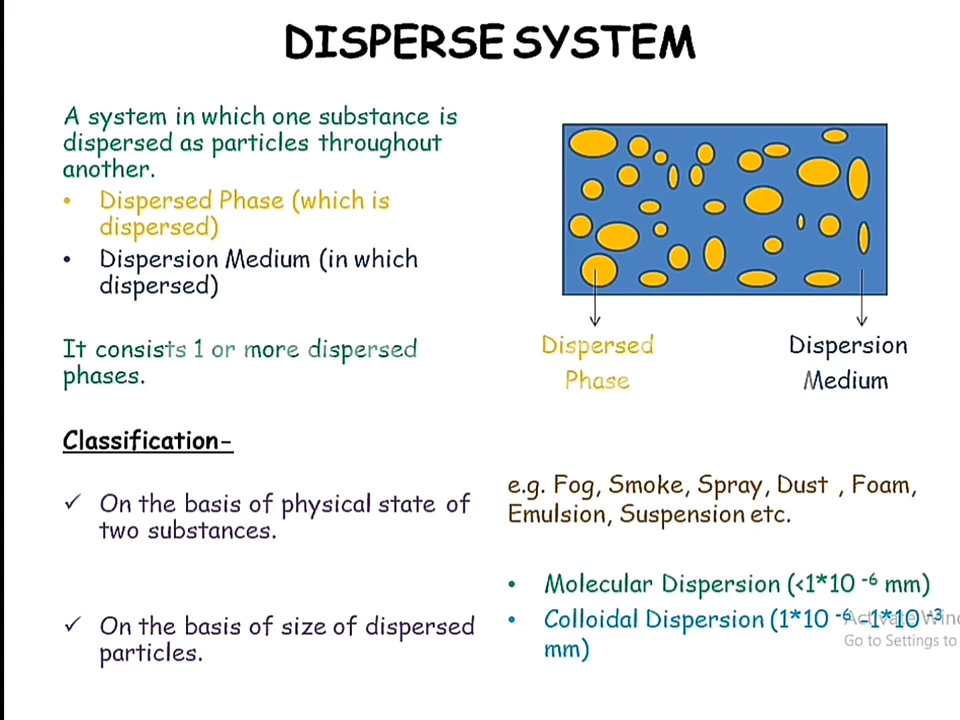 DISPERSE SYSTEM
A system in which one substance is
dispersed as particles throughout
another.
• Dispersed Phase (which is
dispersed)
• Dispersion Medium (in which
dispersed)
It consists 1 or more dispersed
phases.
Dispersed
Phase
Dispersion
Medium
Classification-
✓ On the basis of physical state of
two substances.
e.g. Fog, Smoke, Spray, Dust , Foam,
Emulsion, Suspension etc.
✓ On the basis of size of dispersed
particles.
• Molecular Dispersion (<1*10 -6 mm)
• Colloidal Dispersion (1*10 -6 -1*10 -3
mm)
Activate Win
Go to Settings to